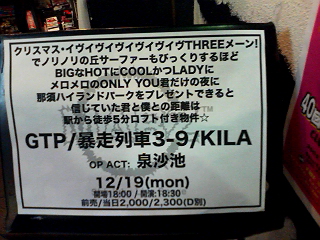 クリスマス・イヴイヴイヴイヴイヴイヴTHREEメーン!
でノリノリの丘サーファーもびっくりするほど
BIGなHOTにCOOLかつLADYに
メロメロのONLY YOU君だけの夜に
那須ハイランドパークをプレゼントできると
信じていた君と僕との距離は
駅から徒歩5分ロフト付き物件☆
GTP/暴走列車3-9/KILA
OP ACT: 泉沙池
12/19(mon)
開場18:00 / 開演:18:30
前売/当日2,000/2,300(D別)